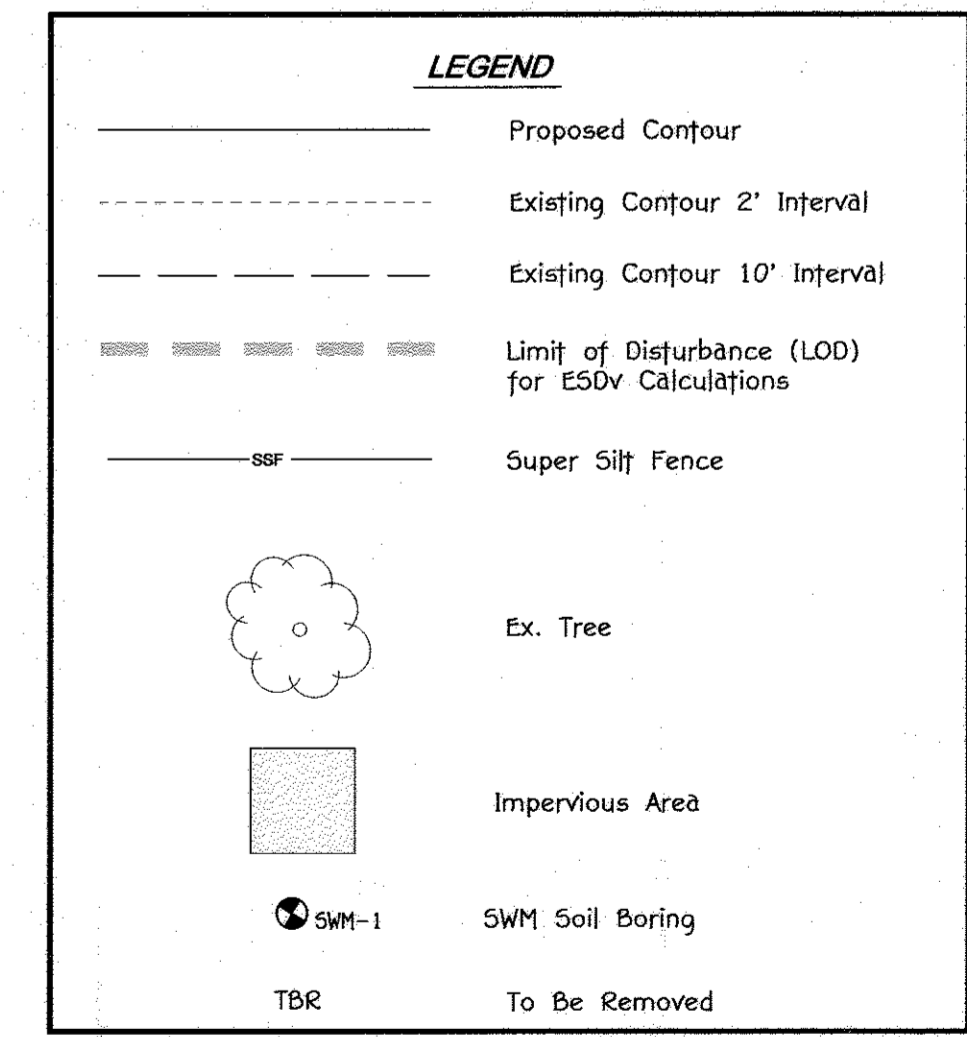 LEGEND
Proposed Contour
Existing Contour 2' Interval
Existing Contour 10' Interval
Limit of Disturbance (LOD)
for ESDv Calculations
SSF Super Silt Fence
Ex. Tree
Impervious Area
SWM-1 SWM Soil Boring
TBR To Be Removed